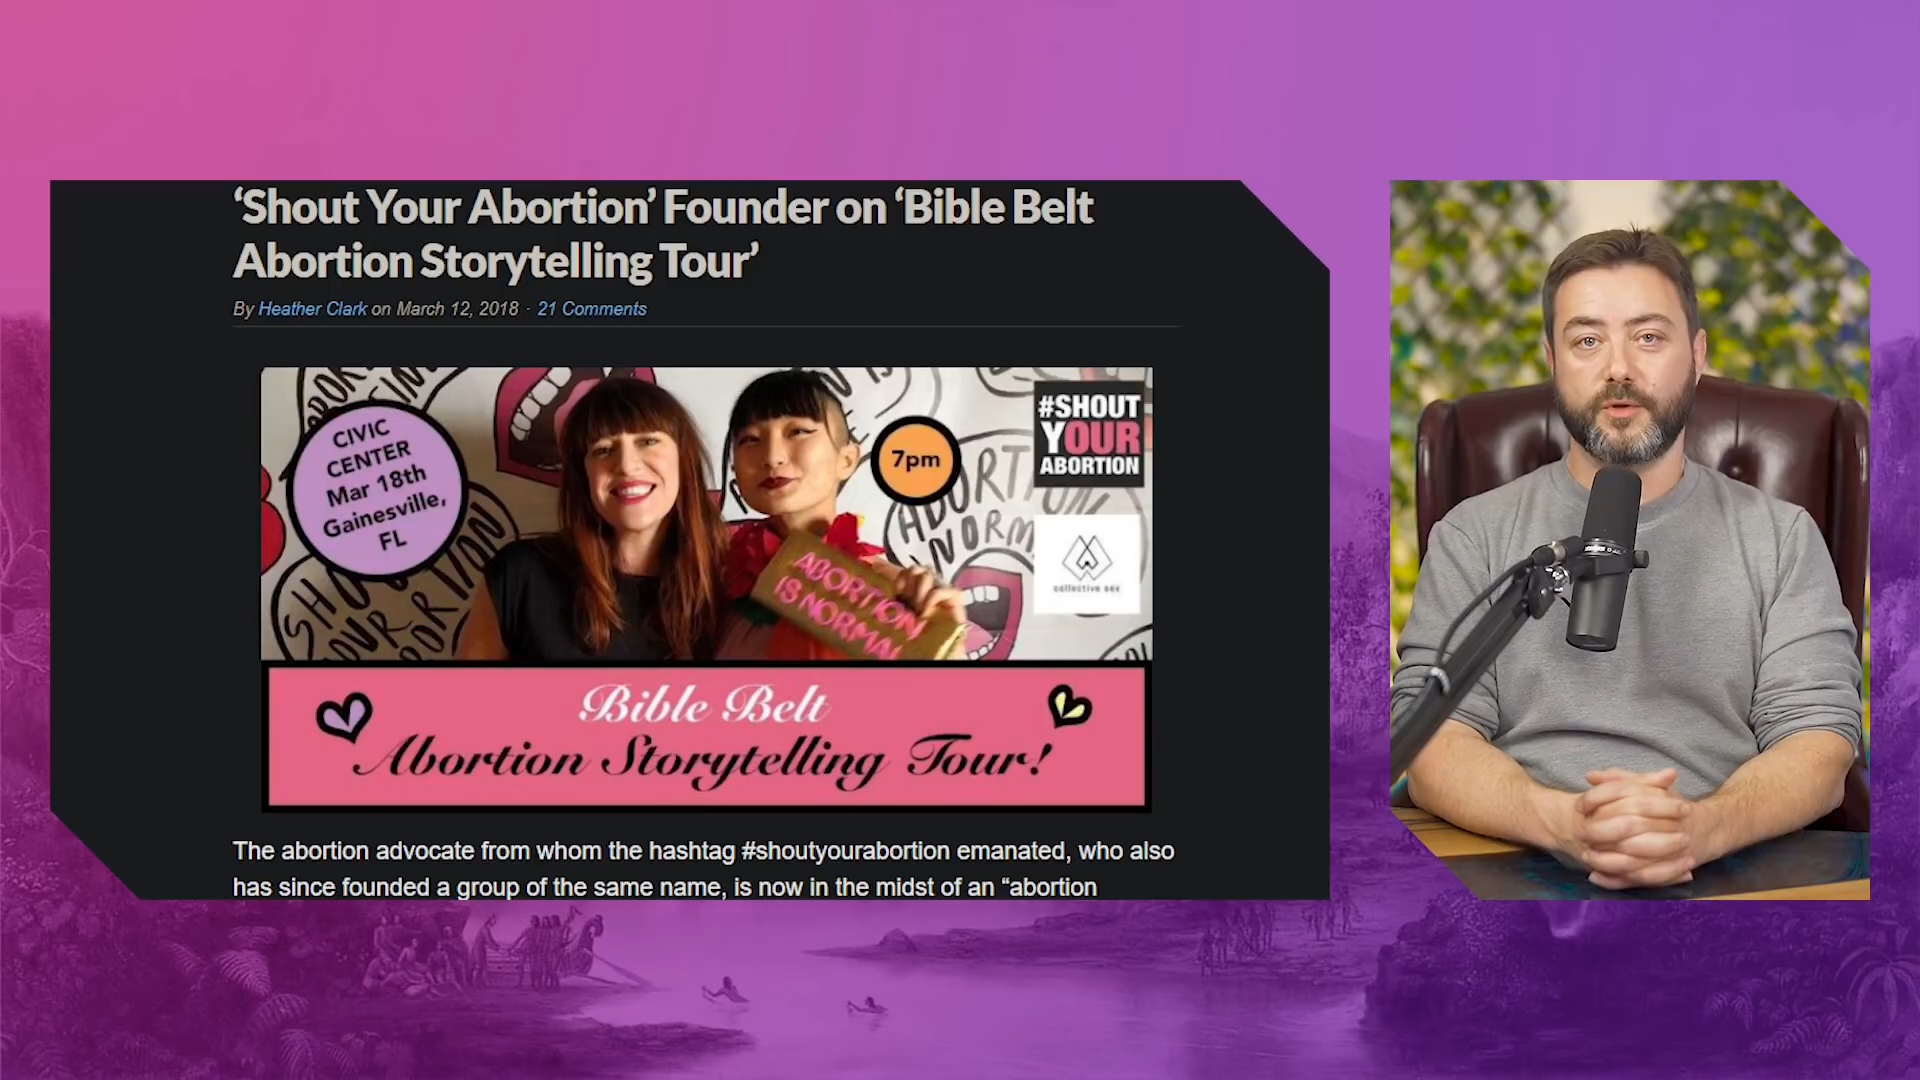 ‘Shout Your Abortion’ Founder on ‘Bible Belt
Abortion Storytelling Tour’
By Heather Clark on March 12, 2018 · 21 Comments
CIVIC
CENTER
Mar 18th
Gainesville,
FL
7pm
#SHOUT
YOUR
ABORTION
collective sex
ABORTION
IS NORMAL
Bible Belt
Abortion Storytelling Tour!
The abortion advocate from whom the hashtag #shoutyourabortion emanated, who also
has since founded a group of the same name, is now in the midst of an “abortion